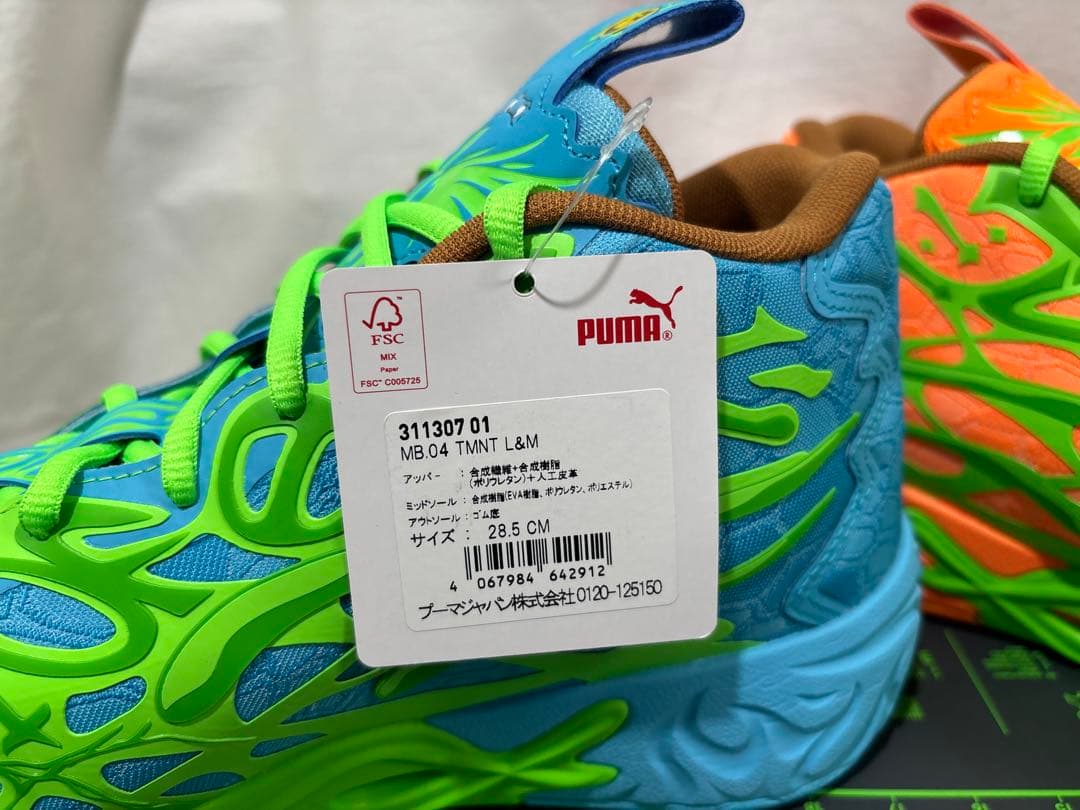 FSC™
MIX
Paper
FSC® C005725
PUMA®
311307 01
MB.04 TMNT L&M
アッパー : 合成繊維+合成樹脂
(ポリウレタン)+人工皮革
ミッドソール : 合成樹脂(EVA樹脂、ポリウレタン、ポリエステル)
アウトソール : ゴム底
サイズ : 28.5 CM
4 067984 642912
プーマジャパン株式会社 0120-125150